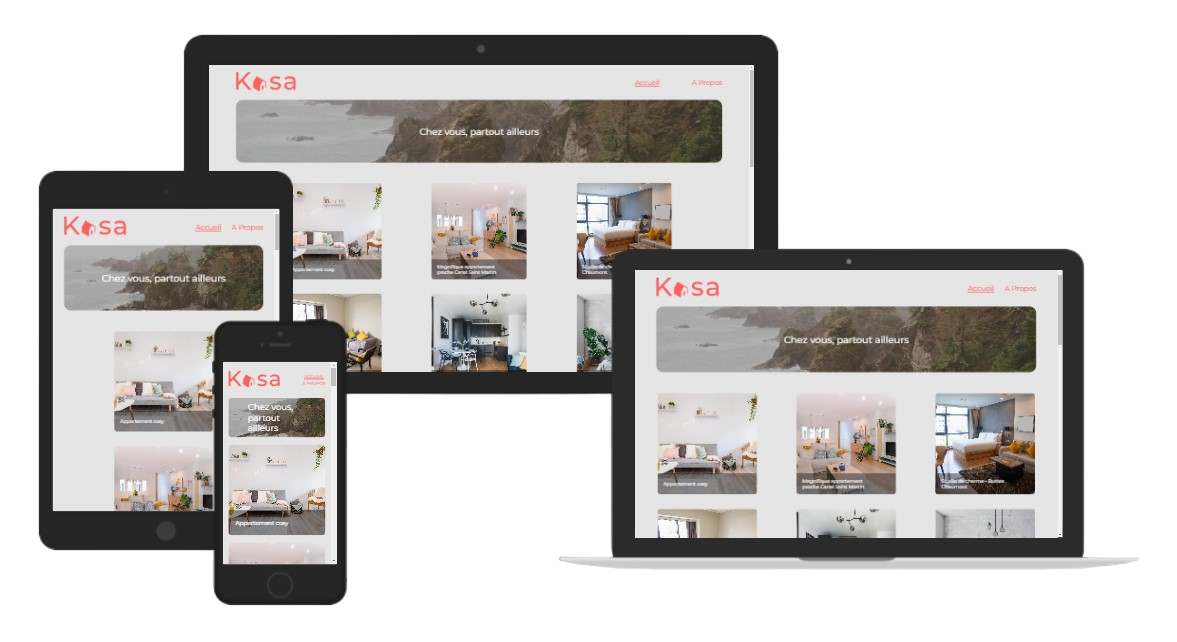 Kasa
Accueil
A Propos
Chez vous, partout ailleurs
Appartement cosy
Magnifique appartement
proche Canal Saint Martin
Studio de
Chaumont
Kasa
Accueil
A Propos
Chez vous, partout ailleurs
Appartement cosy
Kasa
ACCUEIL
A PROPOS
Chez vous,
partout
ailleurs
Appartement cosy
Kasa
Accueil
A Propos
Chez vous, partout ailleurs
Appartement cosy
Magnifique appartement
proche Canal Saint Martin
Studio de charme - Buttes
Chaumont